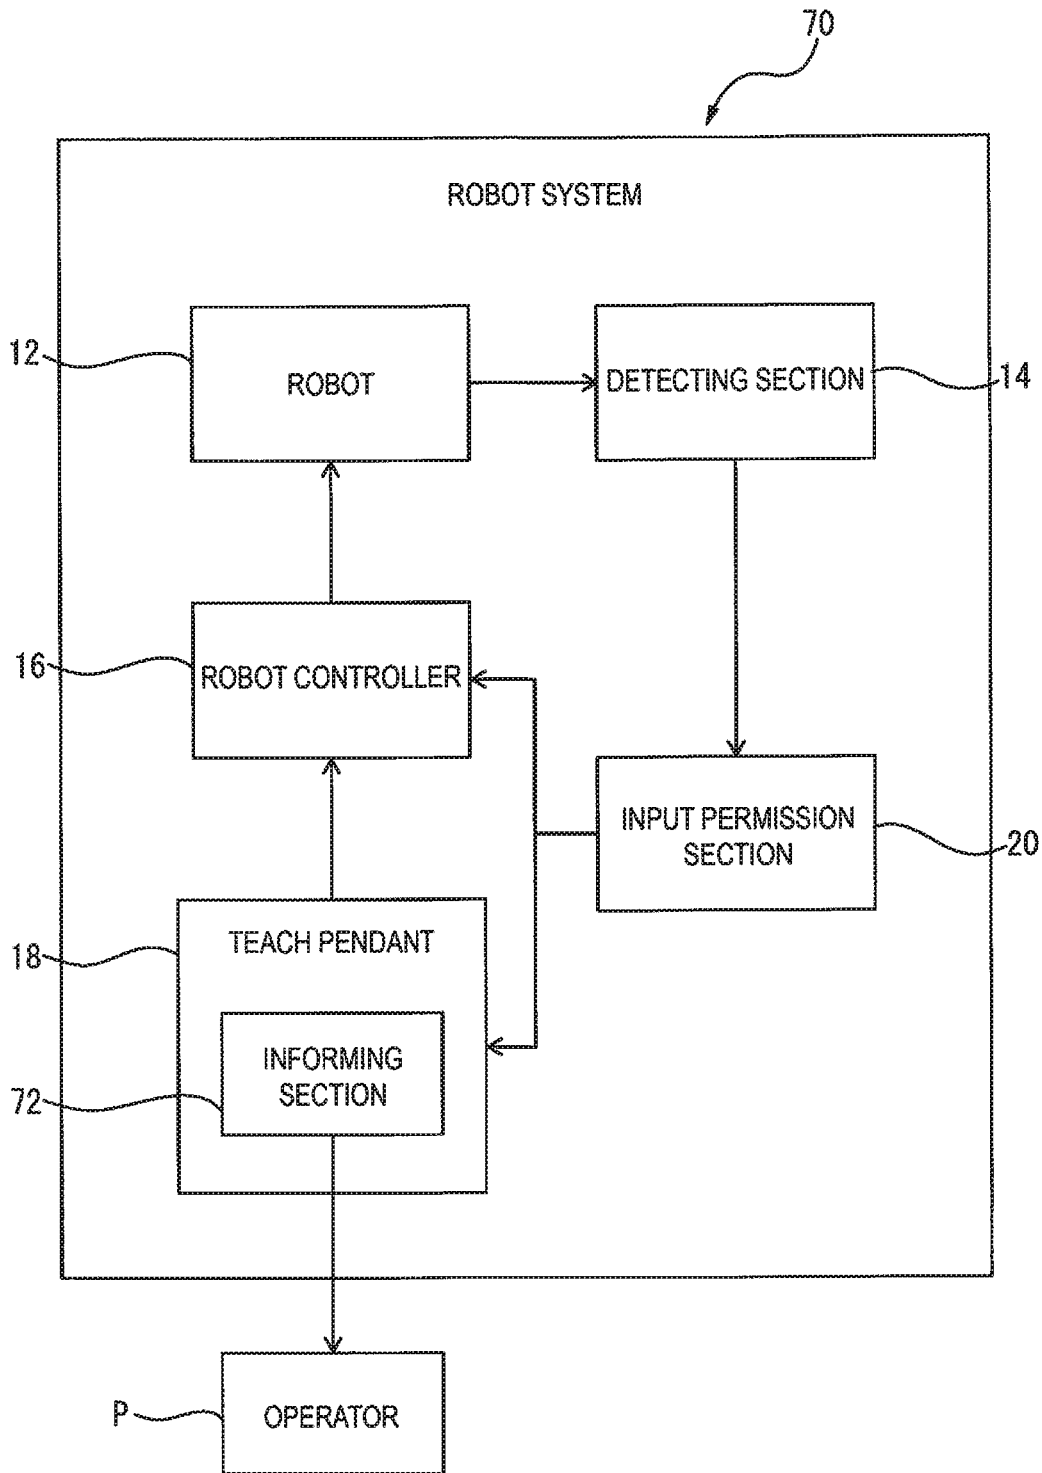 70
ROBOT SYSTEM
12
ROBOT
DETECTING SECTION
14
16
ROBOT CONTROLLER
INPUT PERMISSION
SECTION
20
18
TEACH PENDANT
INFORMING
SECTION
72
P
OPERATOR